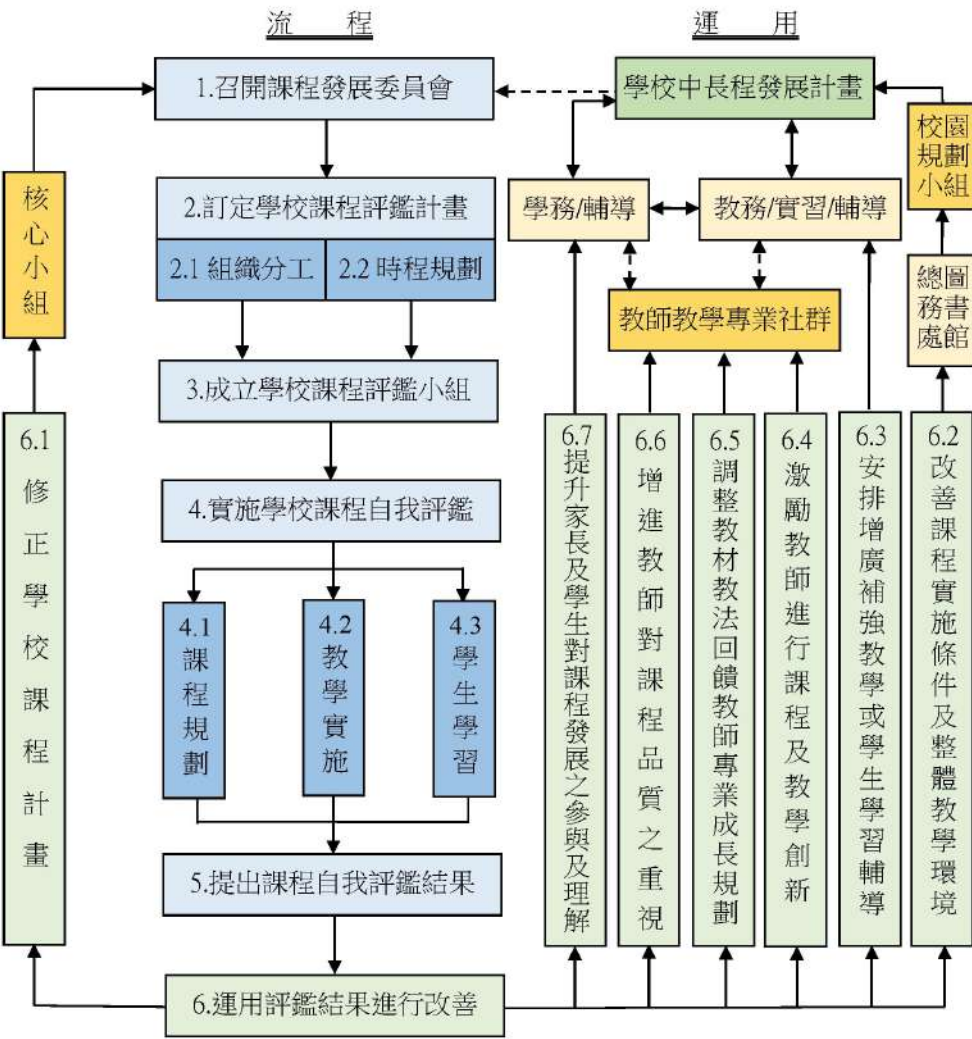 流 程
運 用
1.召開課程發展委員會
學校中長程發展計畫
校園規劃小組
核心小組
2.訂定學校課程評鑑計畫
學務/輔導
教務/實習/輔導
2.1 組織分工
2.2 時程規劃
總務處
圖書館
教師教學專業社群
3.成立學校課程評鑑小組
6.1 修正學校課程計畫
6.7 提升家長及學生對課程發展之參與及理解
6.6 增進教師對課程品質之重視
6.5 調整教材教法回饋教師專業成長規劃
6.4 激勵教師進行課程及教學創新
6.3 安排增廣補強教學或學生學習輔導
6.2 改善課程實施條件及整體教學環境
4.實施學校課程自我評鑑
4.1 課程規劃
4.2 教學實施
4.3 學生學習
5.提出課程自我評鑑結果
6.運用評鑑結果進行改善